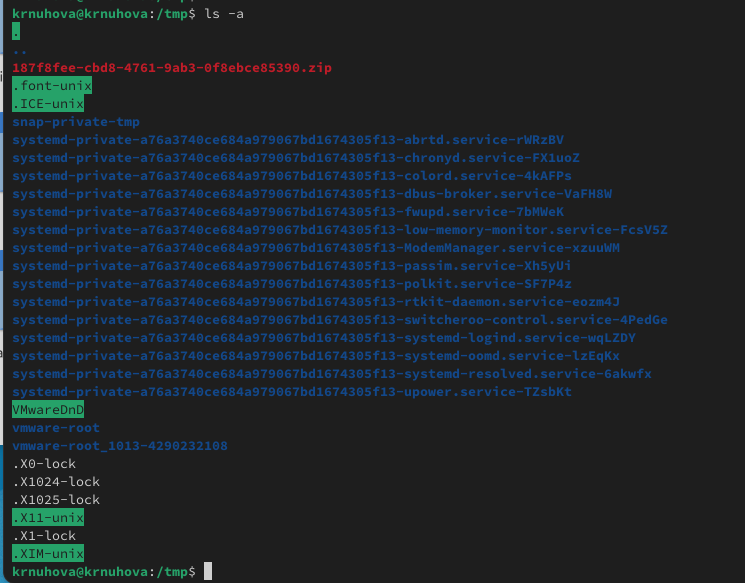 krnuhova@krnuhova:/tmp$ ls -a
.
..
187f8fee-cbd8-4761-9ab3-0f8ebce85390.zip
.font-unix
.ICE-unix
snap-private-tmp
systemd-private-a76a3740ce684a979067bd1674305f13-abrtd.service-rWRzBV
systemd-private-a76a3740ce684a979067bd1674305f13-chronyd.service-FX1uoZ
systemd-private-a76a3740ce684a979067bd1674305f13-colord.service-4kAFPs
systemd-private-a76a3740ce684a979067bd1674305f13-dbus-broker.service-VaFH8W
systemd-private-a76a3740ce684a979067bd1674305f13-fwupd.service-7bMWeK
systemd-private-a76a3740ce684a979067bd1674305f13-low-memory-monitor.service-FcsV5Z
systemd-private-a76a3740ce684a979067bd1674305f13-ModemManager.service-xzuuWM
systemd-private-a76a3740ce684a979067bd1674305f13-passim.service-Xh5yUi
systemd-private-a76a3740ce684a979067bd1674305f13-polkit.service-SF7P4z
systemd-private-a76a3740ce684a979067bd1674305f13-rtkit-daemon.service-eozm4J
systemd-private-a76a3740ce684a979067bd1674305f13-switcheroo-control.service-4PedGe
systemd-private-a76a3740ce684a979067bd1674305f13-systemd-logind.service-wqLZDY
systemd-private-a76a3740ce684a979067bd1674305f13-systemd-oomd.service-lzEqKx
systemd-private-a76a3740ce684a979067bd1674305f13-systemd-resolved.service-6akwfx
systemd-private-a76a3740ce684a979067bd1674305f13-upower.service-TZsbKt
VMwareDnD
vmware-root
vmware-root_1013-4290232108
.X0-lock
.X1024-lock
.X1025-lock
.X11-unix
.X1-lock
.XIM-unix
krnuhova@krnuhova:/tmp$